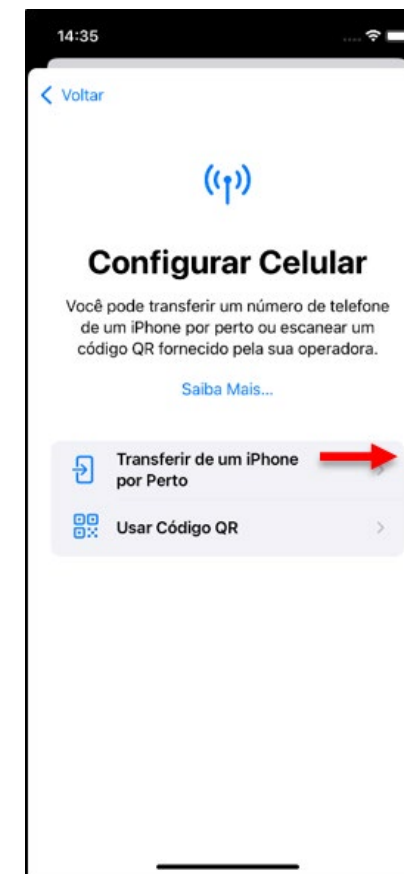 14:35
Voltar
Configurar Celular
Você pode transferir um número de telefone
de um iPhone por perto ou escanear um
código QR fornecido pela sua operadora.
Saiba Mais...
Transferir de um iPhone
por Perto
Usar Código QR